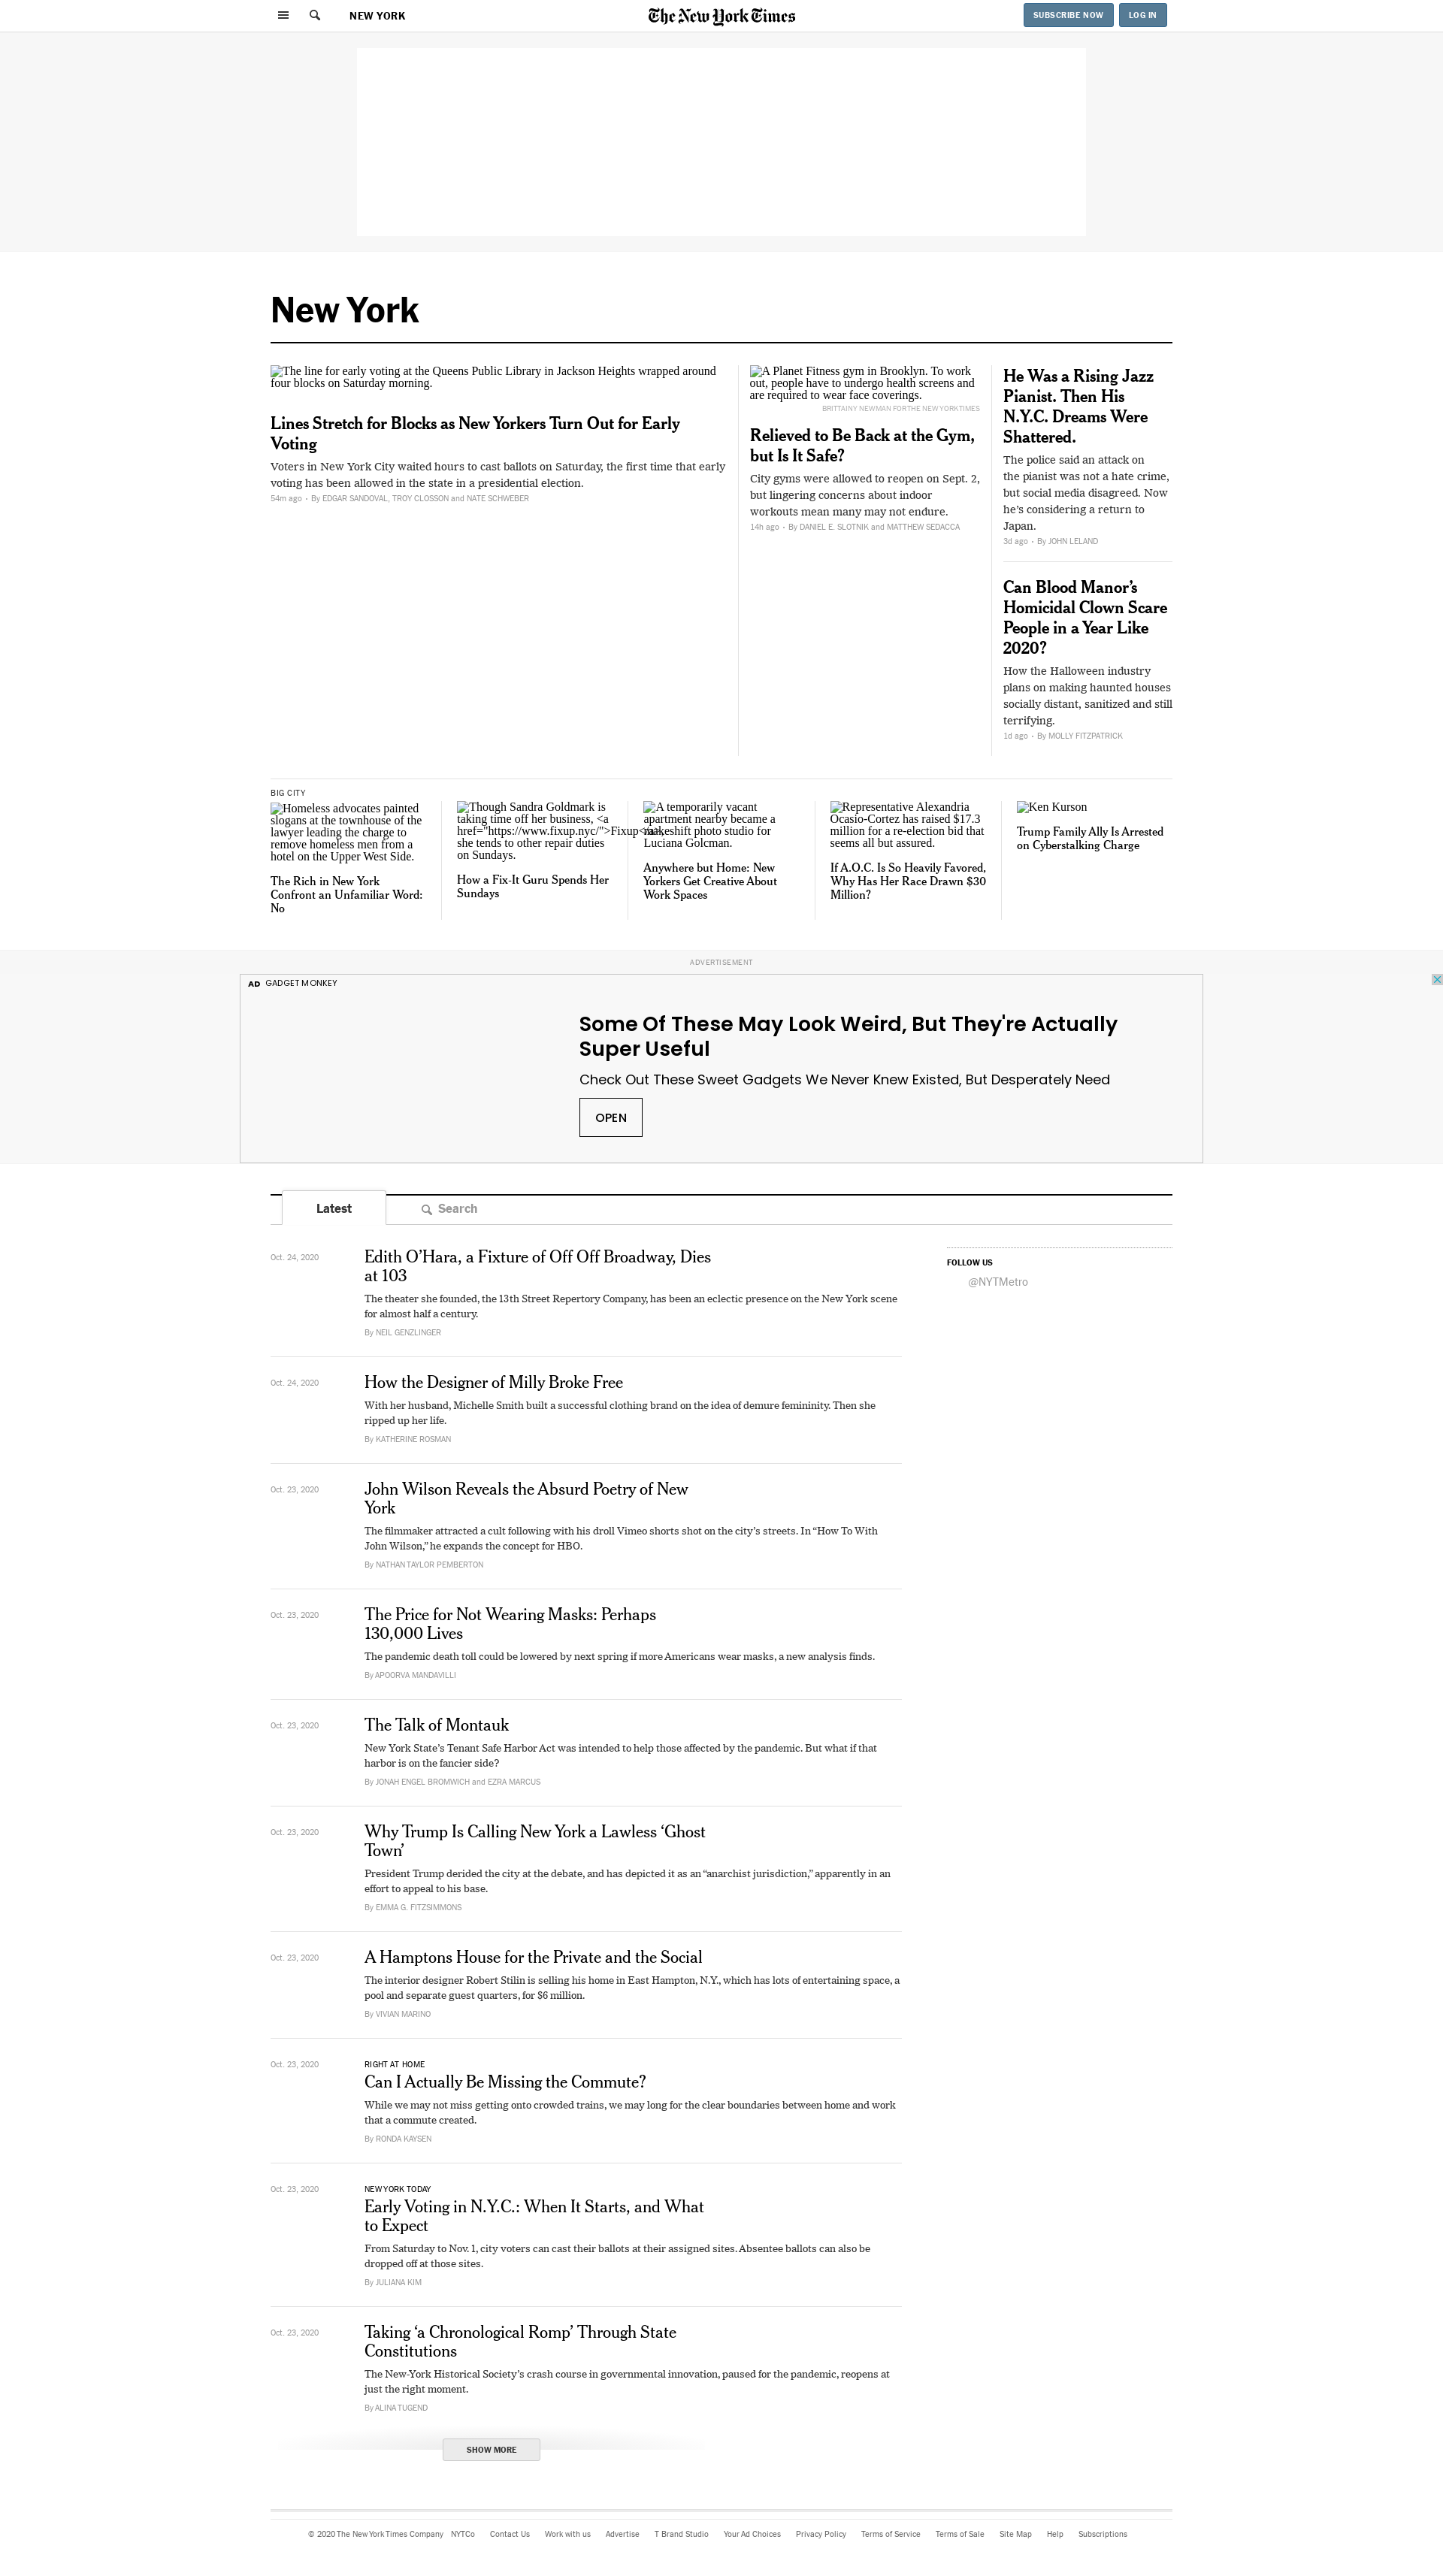 NEW YORK
The New York Times
SUBSCRIBE NOW
LOG IN
New York
The line for early voting at the Queens Public Library in Jackson Heights wrapped around
four blocks on Saturday morning.
Lines Stretch for Blocks as New Yorkers Turn Out for Early
Voting
Voters in New York City waited hours to cast ballots on Saturday, the first time that early
voting has been allowed in the state in a presidential election.
54m ago • By EDGAR SANDOVAL, TROY CLOSSON and NATE SCHWEBER
A Planet Fitness gym in Brooklyn. To work
out, people have to undergo health screens and
are required to wear face coverings.
BRITTAINY NEWMAN FOR THE NEW YORK TIMES
Relieved to Be Back at the Gym,
but Is It Safe?
City gyms were allowed to reopen on Sept. 2,
but lingering concerns about indoor
workouts mean many may not endure.
14h ago • By DANIEL E. SLOTNIK and MATTHEW SEDACCA
He Was a Rising Jazz
Pianist. Then His
N.Y.C. Dreams Were
Shattered.
The police said an attack on
the pianist was not a hate crime,
but social media disagreed. Now
he’s considering a return to
Japan.
3d ago • By JOHN LELAND
Can Blood Manor’s
Homicidal Clown Scare
People in a Year Like
2020?
How the Halloween industry
plans on making haunted houses
socially distant, sanitized and still
terrifying.
1d ago • By MOLLY FITZPATRICK
BIG CITY
Homeless advocates painted
slogans at the townhouse of the
lawyer leading the charge to
remove homeless men from a
hotel on the Upper West Side.
The Rich in New York
Confront an Unfamiliar Word:
No
Though Sandra Goldmark is
taking time off her business, <a
href="https://www.fixup.nyc/">Fixup</a>,
she tends to other repair duties
on Sundays.
How a Fix-It Guru Spends Her
Sundays
A temporarily vacant
apartment nearby became a
makeshift photo studio for
Luciana Golcman.
Anywhere but Home: New
Yorkers Get Creative About
Work Spaces
Representative Alexandria
Ocasio-Cortez has raised $17.3
million for a re-election bid that
seems all but assured.
If A.O.C. Is So Heavily Favored,
Why Has Her Race Drawn $30
Million?
Ken Kurson
Trump Family Ally Is Arrested
on Cyberstalking Charge
ADVERTISEMENT
AD GADGET MONKEY
Some Of These May Look Weird, But They're Actually
Super Useful
Check Out These Sweet Gadgets We Never Knew Existed, But Desperately Need
OPEN
Latest
Search
Oct. 24, 2020
Edith O’Hara, a Fixture of Off Off Broadway, Dies
at 103
The theater she founded, the 13th Street Repertory Company, has been an eclectic presence on the New York scene
for almost half a century.
By NEIL GENZLINGER
FOLLOW US
@NYTMetro
Oct. 24, 2020
How the Designer of Milly Broke Free
With her husband, Michelle Smith built a successful clothing brand on the idea of demure femininity. Then she
ripped up her life.
By KATHERINE ROSMAN
Oct. 23, 2020
John Wilson Reveals the Absurd Poetry of New
York
The filmmaker attracted a cult following with his droll Vimeo shorts shot on the city’s streets. In “How To With
John Wilson,” he expands the concept for HBO.
By NATHAN TAYLOR PEMBERTON
Oct. 23, 2020
The Price for Not Wearing Masks: Perhaps
130,000 Lives
The pandemic death toll could be lowered by next spring if more Americans wear masks, a new analysis finds.
By APOORVA MANDAVILLI
Oct. 23, 2020
The Talk of Montauk
New York State’s Tenant Safe Harbor Act was intended to help those affected by the pandemic. But what if that
harbor is on the fancier side?
By JONAH ENGEL BROMWICH and EZRA MARCUS
Oct. 23, 2020
Why Trump Is Calling New York a Lawless ‘Ghost
Town’
President Trump derided the city at the debate, and has depicted it as an “anarchist jurisdiction,” apparently in an
effort to appeal to his base.
By EMMA G. FITZSIMMONS
Oct. 23, 2020
A Hamptons House for the Private and the Social
The interior designer Robert Stilin is selling his home in East Hampton, N.Y., which has lots of entertaining space, a
pool and separate guest quarters, for $6 million.
By VIVIAN MARINO
Oct. 23, 2020
RIGHT AT HOME
Can I Actually Be Missing the Commute?
While we may not miss getting onto crowded trains, we may long for the clear boundaries between home and work
that a commute created.
By RONDA KAYSEN
Oct. 23, 2020
NEW YORK TODAY
Early Voting in N.Y.C.: When It Starts, and What
to Expect
From Saturday to Nov. 1, city voters can cast their ballots at their assigned sites. Absentee ballots can also be
dropped off at those sites.
By JULIANA KIM
Oct. 23, 2020
Taking ‘a Chronological Romp’ Through State
Constitutions
The New-York Historical Society’s crash course in governmental innovation, paused for the pandemic, reopens at
just the right moment.
By ALINA TUGEND
SHOW MORE
© 2020 The New York Times Company NYTCo Contact Us Work with us Advertise T Brand Studio Your Ad Choices Privacy Policy Terms of Service Terms of Sale Site Map Help Subscriptions